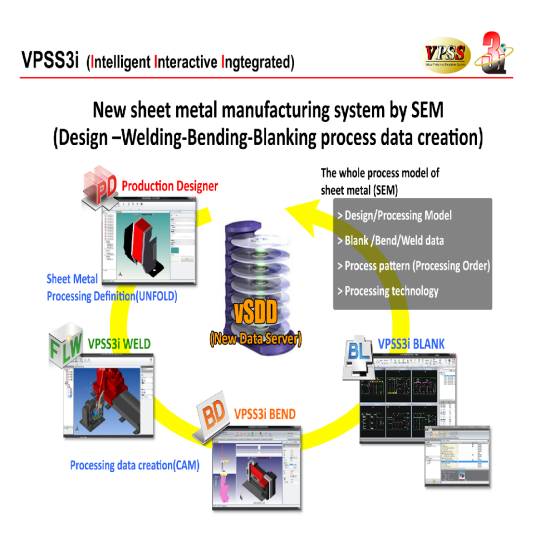 VPSS3i (Intelligent Interactive Ingtegrated)
VPSS
3i
New sheet metal manufacturing system by SEM
(Design –Welding-Bending-Blanking process data creation)
PD
Production Designer
The whole process model of
sheet metal (SEM)
> Design/Processing Model
> Blank /Bend/Weld data
> Process pattern (Processing Order)
> Processing technology
Sheet Metal
Processing Definition(UNFOLD)
vSDD
(New Data Server)
FLW
VPSS3i WELD
BL
VPSS3i BLANK
BD
VPSS3i BEND
Processing data creation(CAM)